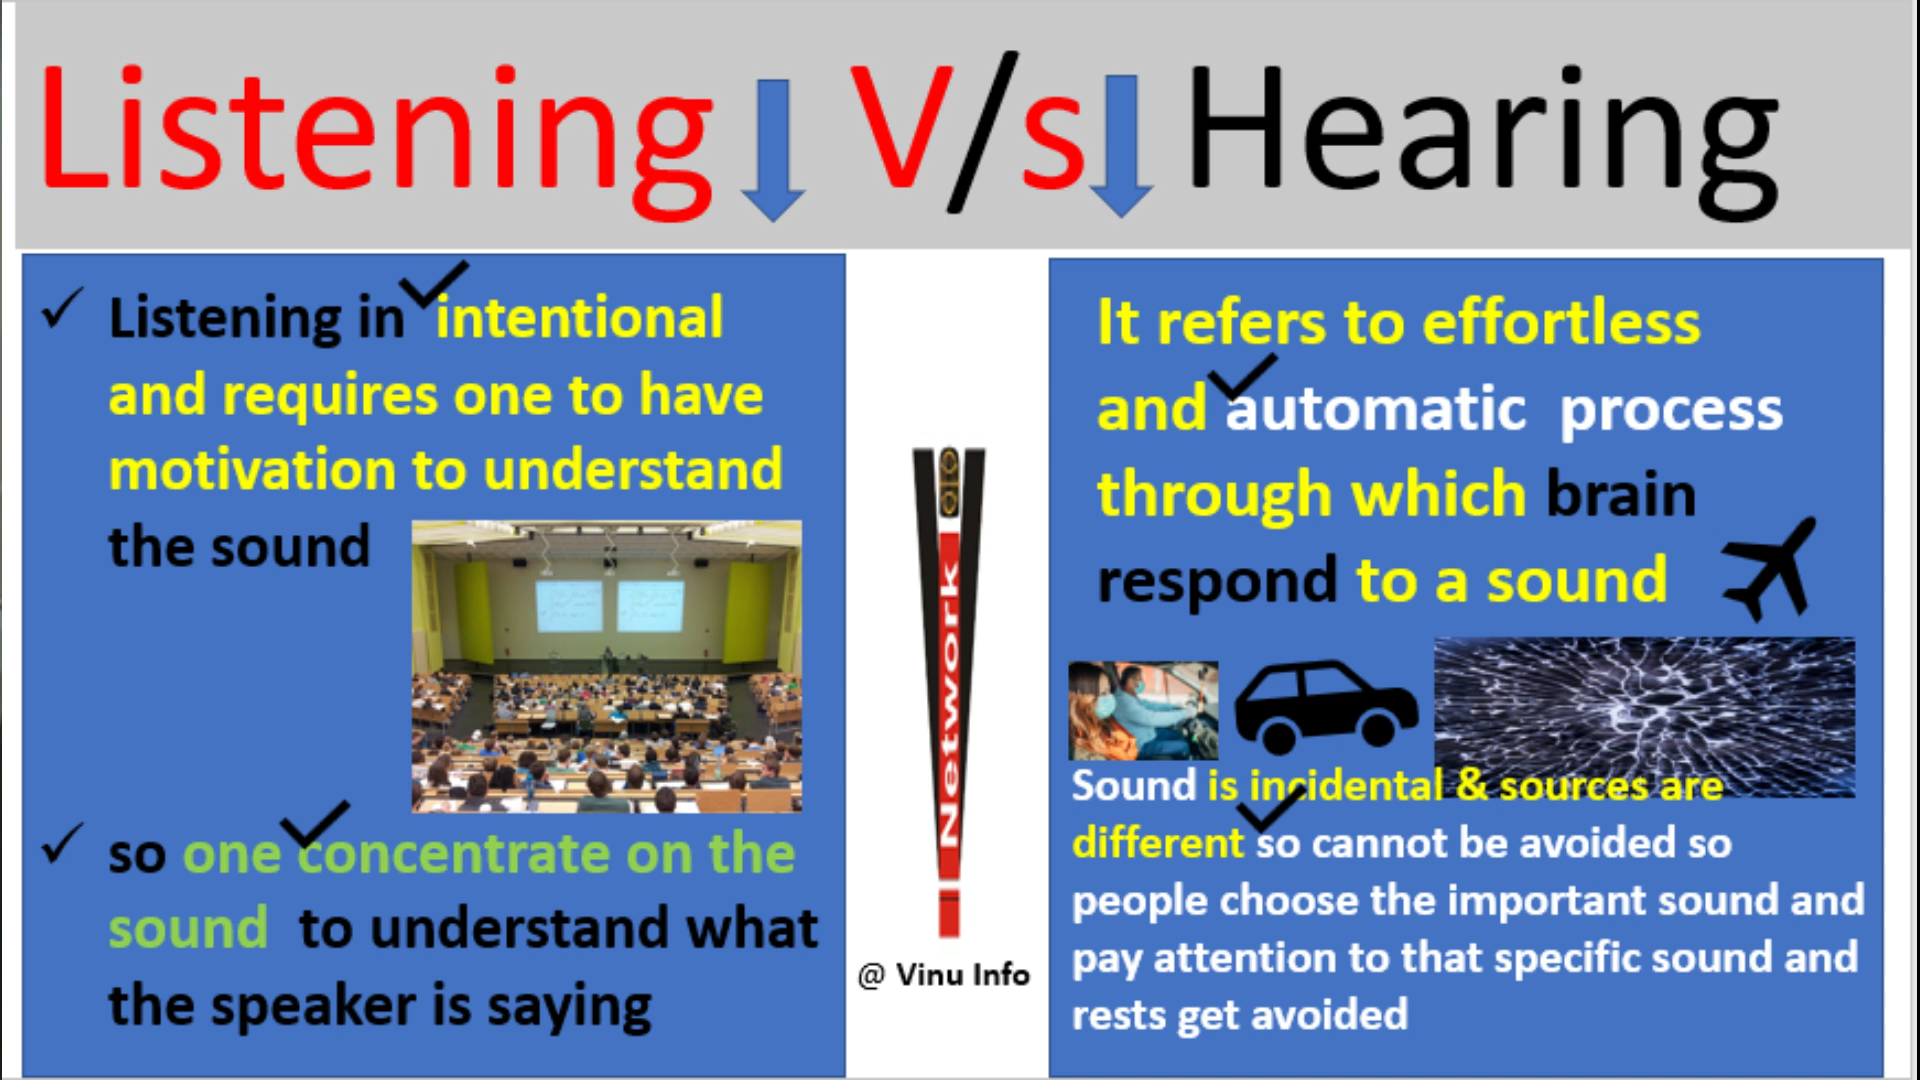 Listening V/s Hearing
✓ Listening in intentional
and requires one to have
motivation to understand
the sound
✓ so one concentrate on the
sound to understand what
the speaker is saying
Network
@ Vinu Info
It refers to effortless
and automatic process
through which brain
respond to a sound
Sound is incidental & sources are
different so cannot be avoided so
people choose the important sound and
pay attention to that specific sound and
rests get avoided